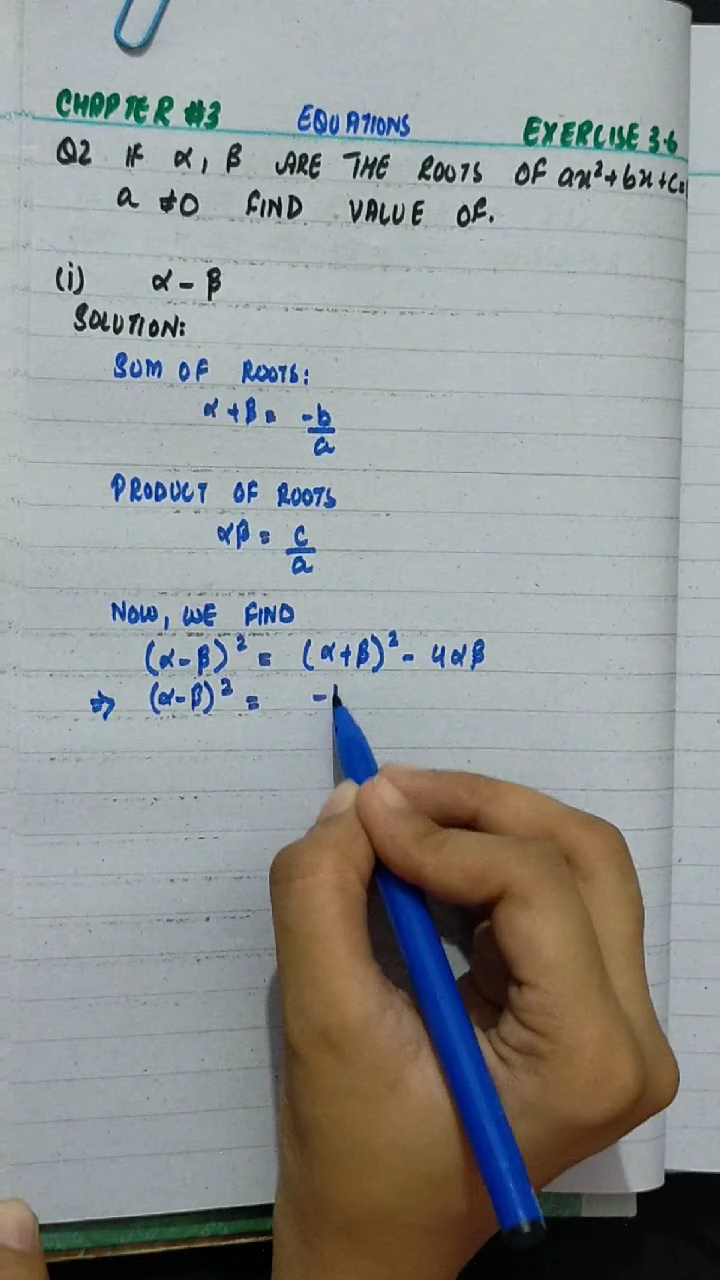 CHAPTER #3 EQUATIONS EXERCISE 3.6
Q2 IF α, β ARE THE ROOTS OF ax²+bx+c=
a ≠0 FIND VALUE OF.
(i) α - β
SOLUTION:
SUM OF ROOTS:
α + β = -b/a
PRODUCT OF ROOTS
αβ = c/a
NOW, WE FIND
(α-β)² = (α+β)² - 4αβ
⇒ (α-β)² = -